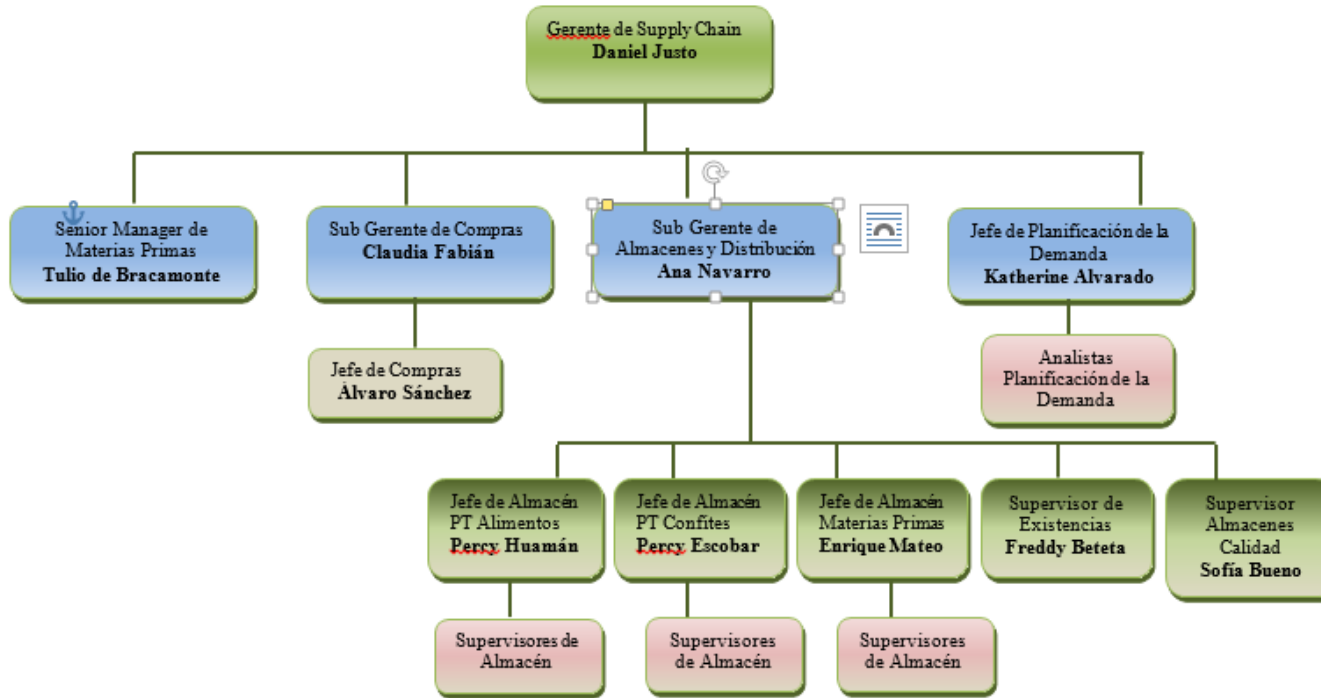 Gerente de Supply Chain
Daniel Justo
Senior Manager de
Materias Primas
Tulio de Bracamonte
Sub Gerente de Compras
Claudia Fabián
Sub Gerente de
Almacenes y Distribución
Ana Navarro
Jefe de Planificación de la
Demanda
Katherine Alvarado
Jefe de Compras
Álvaro Sánchez
Analistas
Planificación de la
Demanda
Jefe de Almacén
PT Alimentos
Percy Huamán
Jefe de Almacén
PT Confites
Percy Escobar
Jefe de Almacén
Materias Primas
Enrique Mateo
Supervisor de
Existencias
Freddy Beteta
Supervisor
Almacenes
Calidad
Sofía Bueno
Supervisores de
Almacén
Supervisores
de Almacén
Supervisores
de Almacén